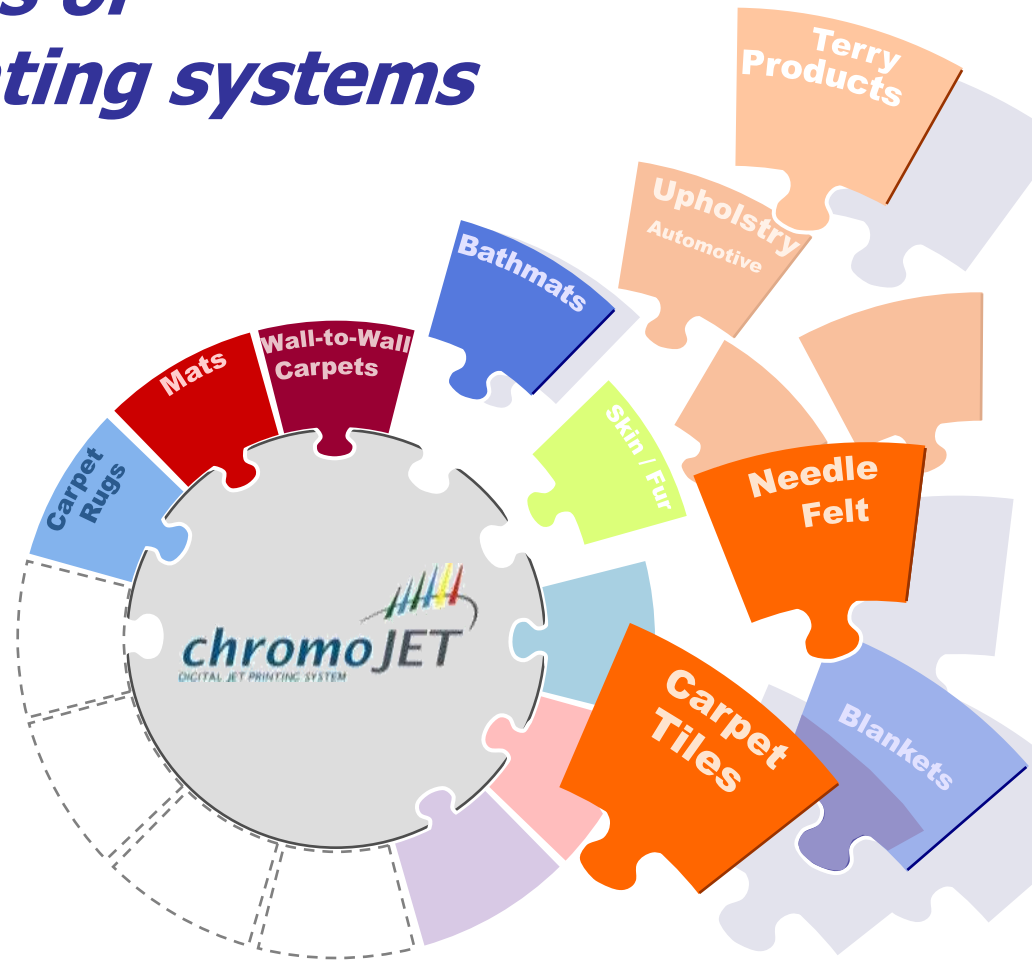 s of
ting systems
Terry
Products
Upholstry
Automotive
Bathmats
Wall-to-Wall
Carpets
Mats
Carpet
Rugs
Skin / Fur
Needle
Felt
chromoJET
DIGITAL JET PRINTING SYSTEM
Carpet
Tiles
Blankets